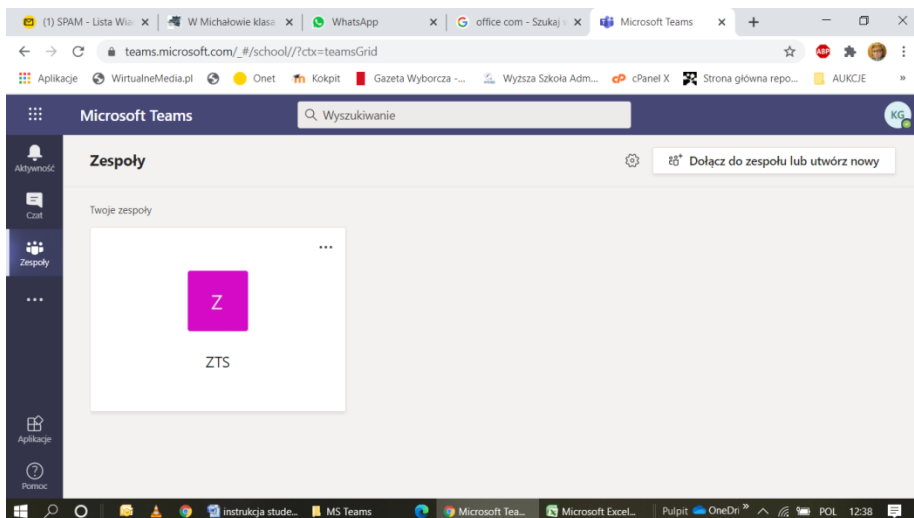 (1) SPAM - Lista Wia
W Michałowie klasa
WhatsApp
office com - Szukaj
Microsoft Teams
teams.microsoft.com/_#/school//?ctx=teamsGrid
ABP
Aplikacje
WirtualneMedia.pl
Onet
Kokpit
Gazeta Wyborcza -...
Wyższa Szkoła Adm...
cPanel X
Strona główna repo...
AUKCJE
»
Microsoft Teams
Wyszukiwanie
KG
Aktywność
Zespoły
Dołącz do zespołu lub utwórz nowy
Czat
Twoje zespoły
Zespoły
Z
ZTS
Aplikacje
Pomoc
instrukcja stude...
MS Teams
Microsoft Tea...
Microsoft Excel...
Pulpit
OneDri
»
POL
12:38